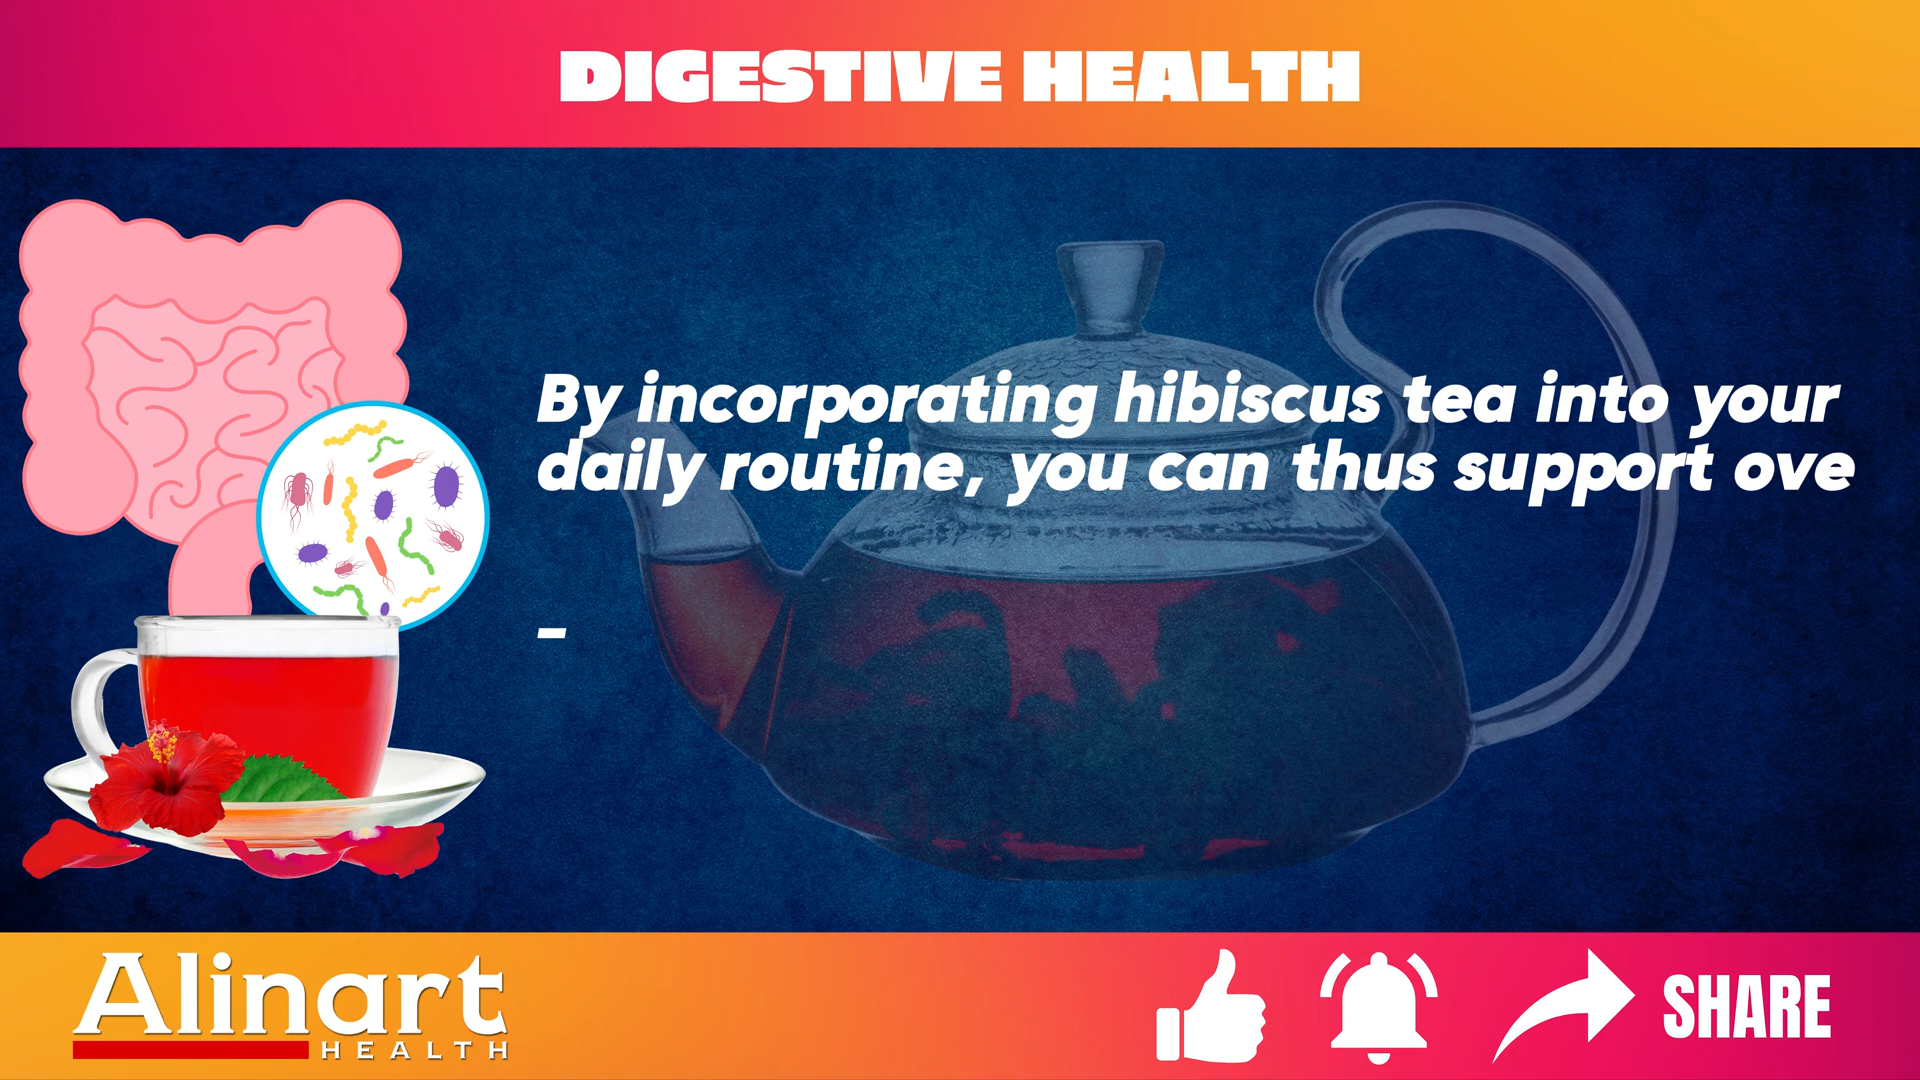 DIGESTIVE HEALTH
By incorporating hibiscus tea into your
daily routine, you can thus support ove
-
Alinart
HEALTH
SHARE